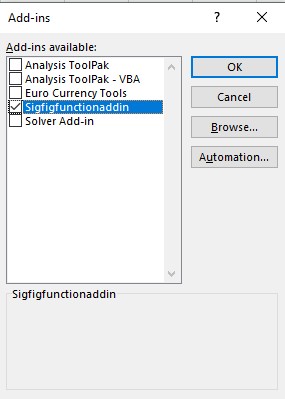 Add-ins
Add-ins available:
Analysis ToolPak
Analysis ToolPak - VBA
Euro Currency Tools
Sigfigfunctionaddin
Solver Add-in
OK
Cancel
Browse...
Automation...
Sigfigfunctionaddin